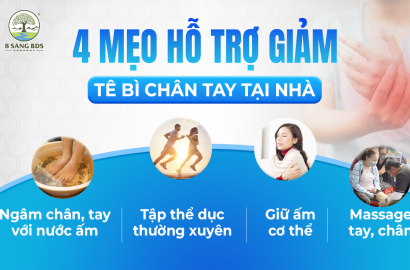 8 SANG BDS
COMPANY
4 MẸO HỖ TRỢ GIẢM
TÊ BÌ CHÂN TAY TẠI NHÀ
Ngâm chân, tay
với nước ấm
Tập thể dục
thường xuyên
Giữ ấm
cơ thể
Massage
tay, chân